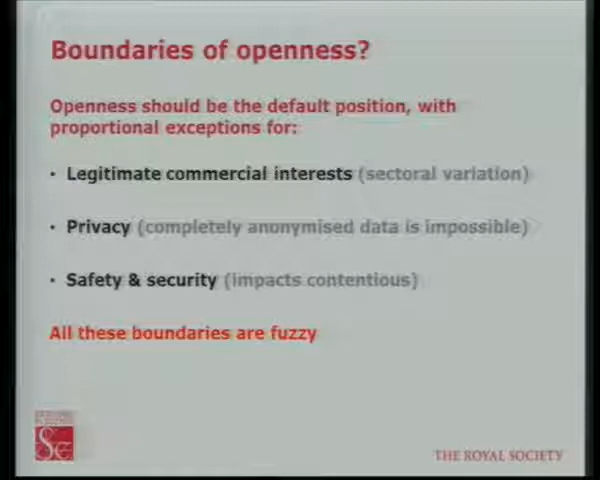 Boundaries of openness?
Openness should be the default position, with
proportional exceptions for:
• Legitimate commercial interests (sectoral variation)
• Privacy (completely anonymised data is impossible)
• Safety & security (impacts contentious)
All these boundaries are fuzzy
Se
THE ROYAL SOCIETY